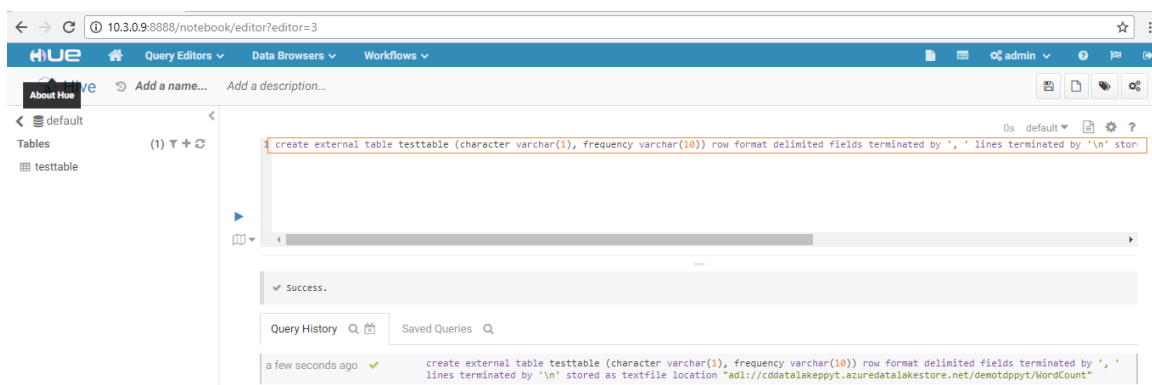 10.3.0.9:8888/notebook/editor?editor=3
HUE Query Editors Data Browsers Workflows admin
Hive Add a name... Add a description...
About Hue
default
0s default ?
Tables (1)
1 create external table testtable (character varchar(1), frequency varchar(10)) row format delimited fields terminated by ', ' lines terminated by '\n' stor
testtable
Success.
Query History Saved Queries
a few seconds ago create external table testtable (character varchar(1), frequency varchar(10)) row format delimited fields terminated by ', '
lines terminated by '\n' stored as textfile location "adl://cddatalakeppyt.azuredatalakestore.net/demotdppyt/WordCount"